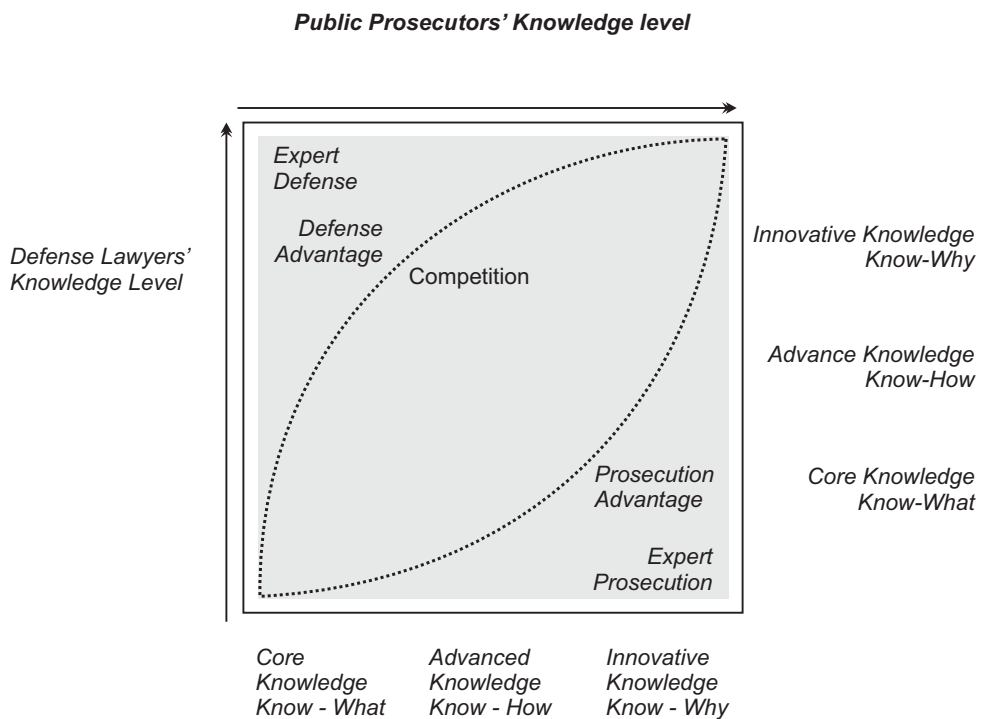 Public Prosecutors’ Knowledge level
Expert
Defense
Defense
Advantage
Competition
Defense Lawyers’
Knowledge Level
Innovative Knowledge
Know-Why
Advance Knowledge
Know-How
Prosecution
Advantage
Core Knowledge
Know-What
Expert
Prosecution
Core
Knowledge
Know - What
Advanced
Knowledge
Know - How
Innovative
Knowledge
Know - Why